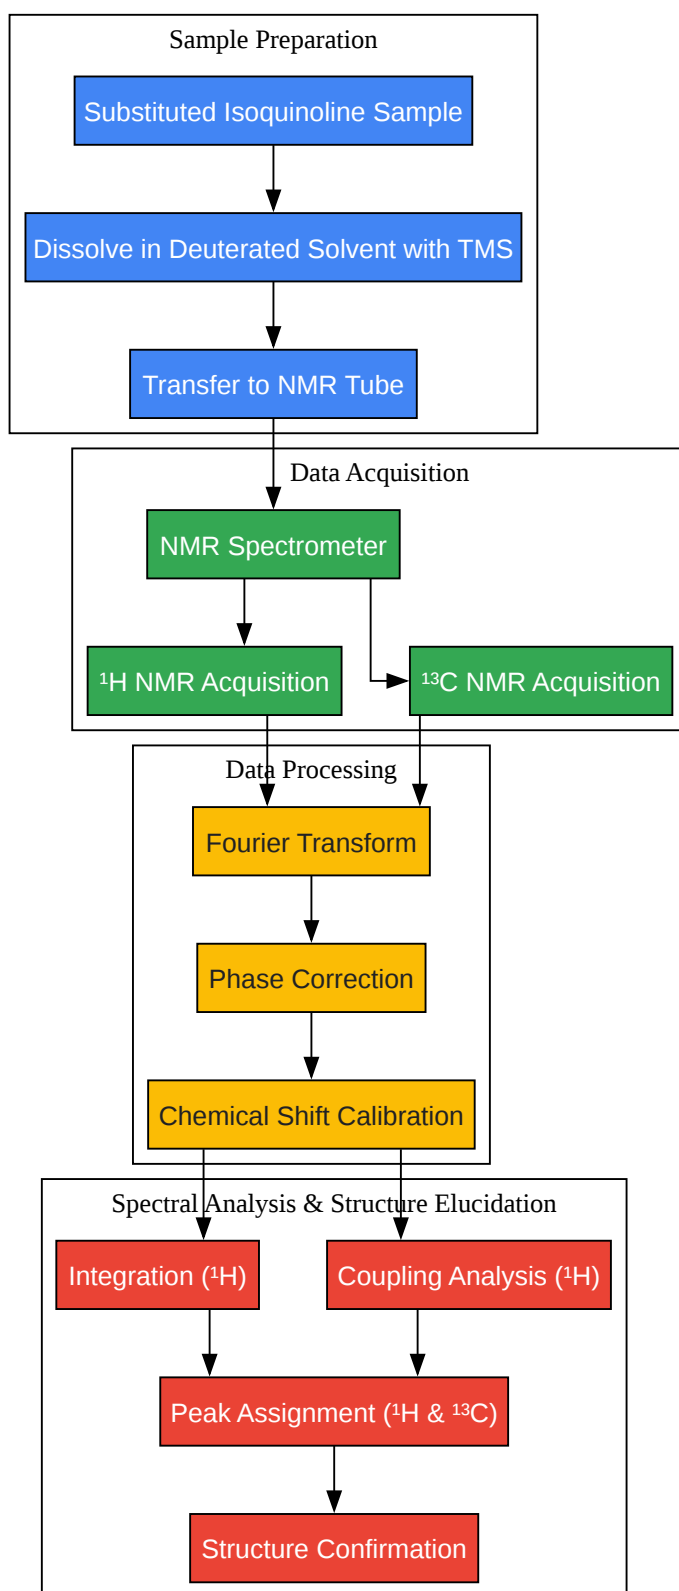 Sample Preparation
Substituted Isoquinoline Sample
Dissolve in Deuterated Solvent with TMS
Transfer to NMR Tube
Data Acquisition
NMR Spectrometer
¹H NMR Acquisition
¹³C NMR Acquisition
Data Processing
Fourier Transform
Phase Correction
Chemical Shift Calibration
Spectral Analysis & Structure Elucidation
Integration (¹H)
Coupling Analysis (¹H)
Peak Assignment (¹H & ¹³C)
Structure Confirmation